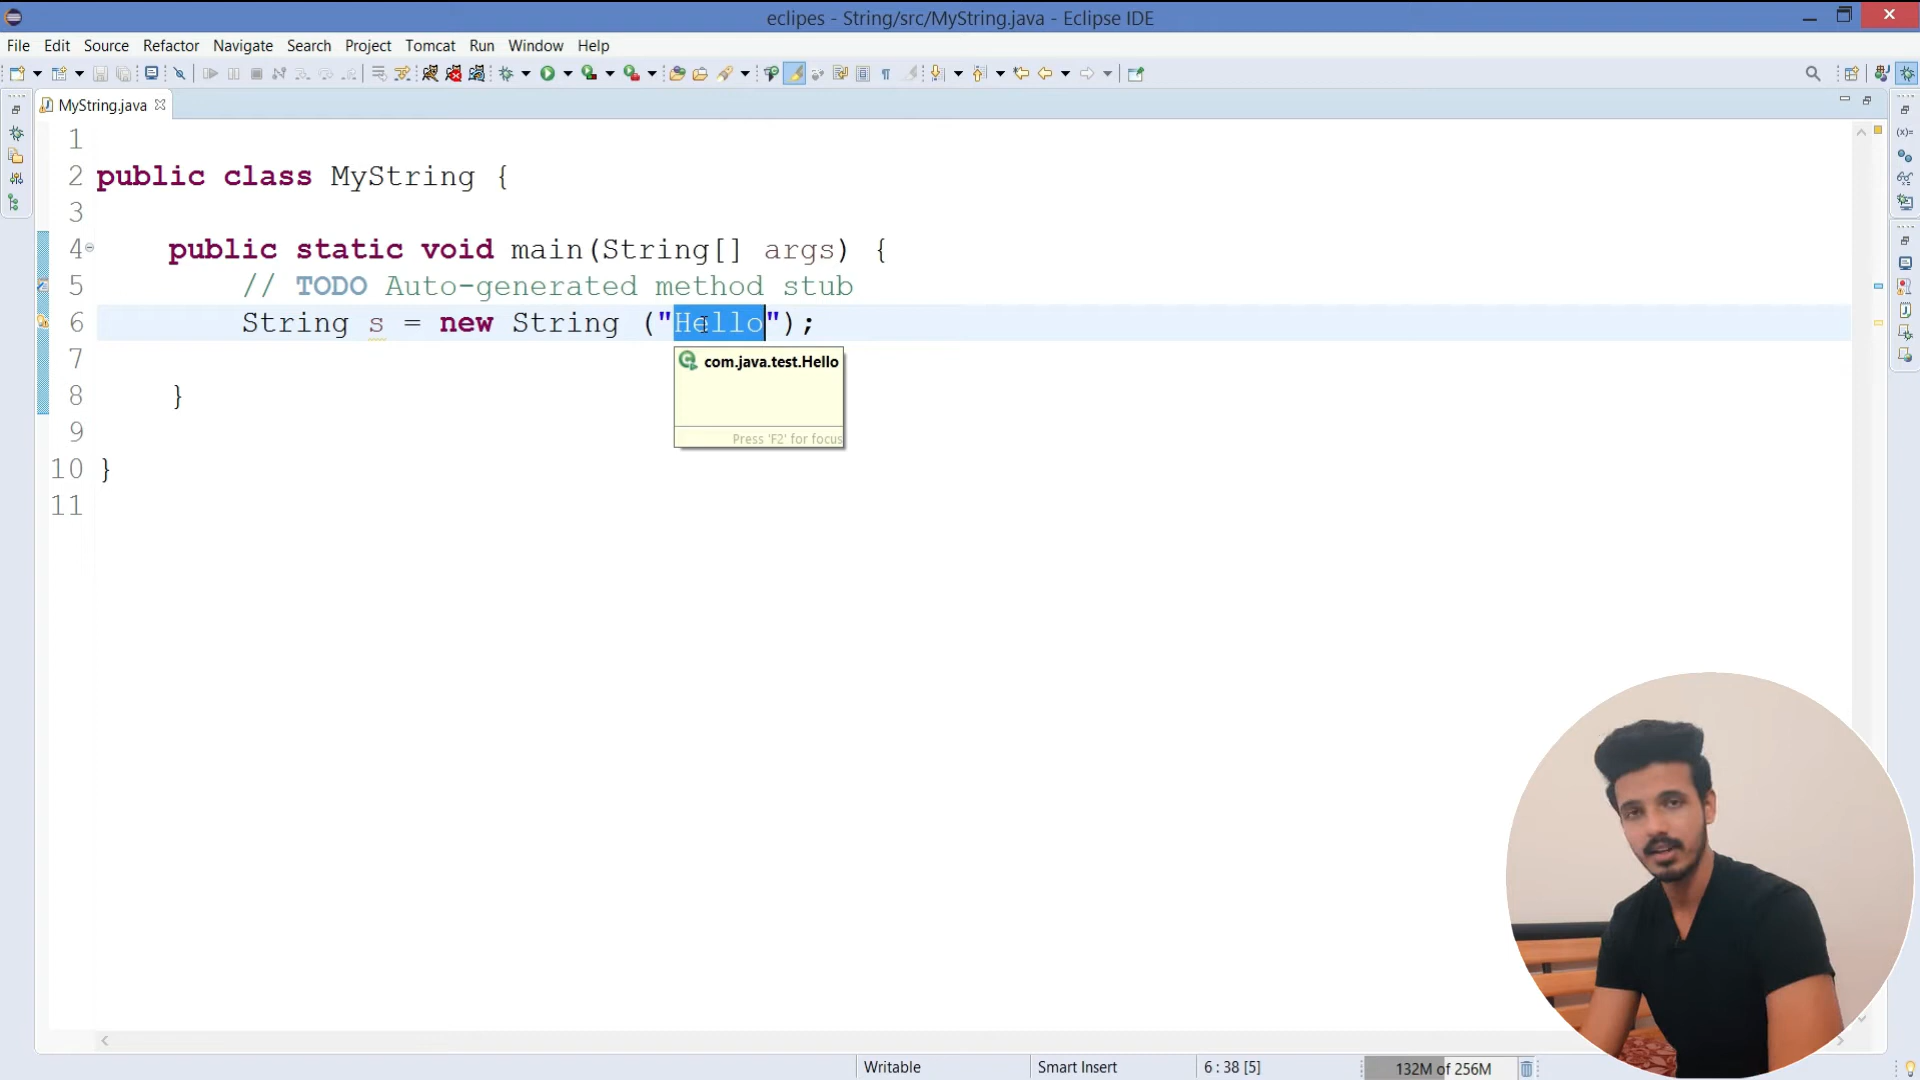 eclipes - String/src/MyString.java - Eclipse IDE
File Edit Source Refactor Navigate Search Project Tomcat Run Window Help
MyString.java
1
2 public class MyString {
3
4 public static void main(String[] args) {
5 // TODO Auto-generated method stub
6 String s = new String ("Hello");
7
com.java.test.Hello
8 }
Press 'F2' for focus
9
10 }
11
Writable Smart Insert 6 : 38 [5] 132M of 256M